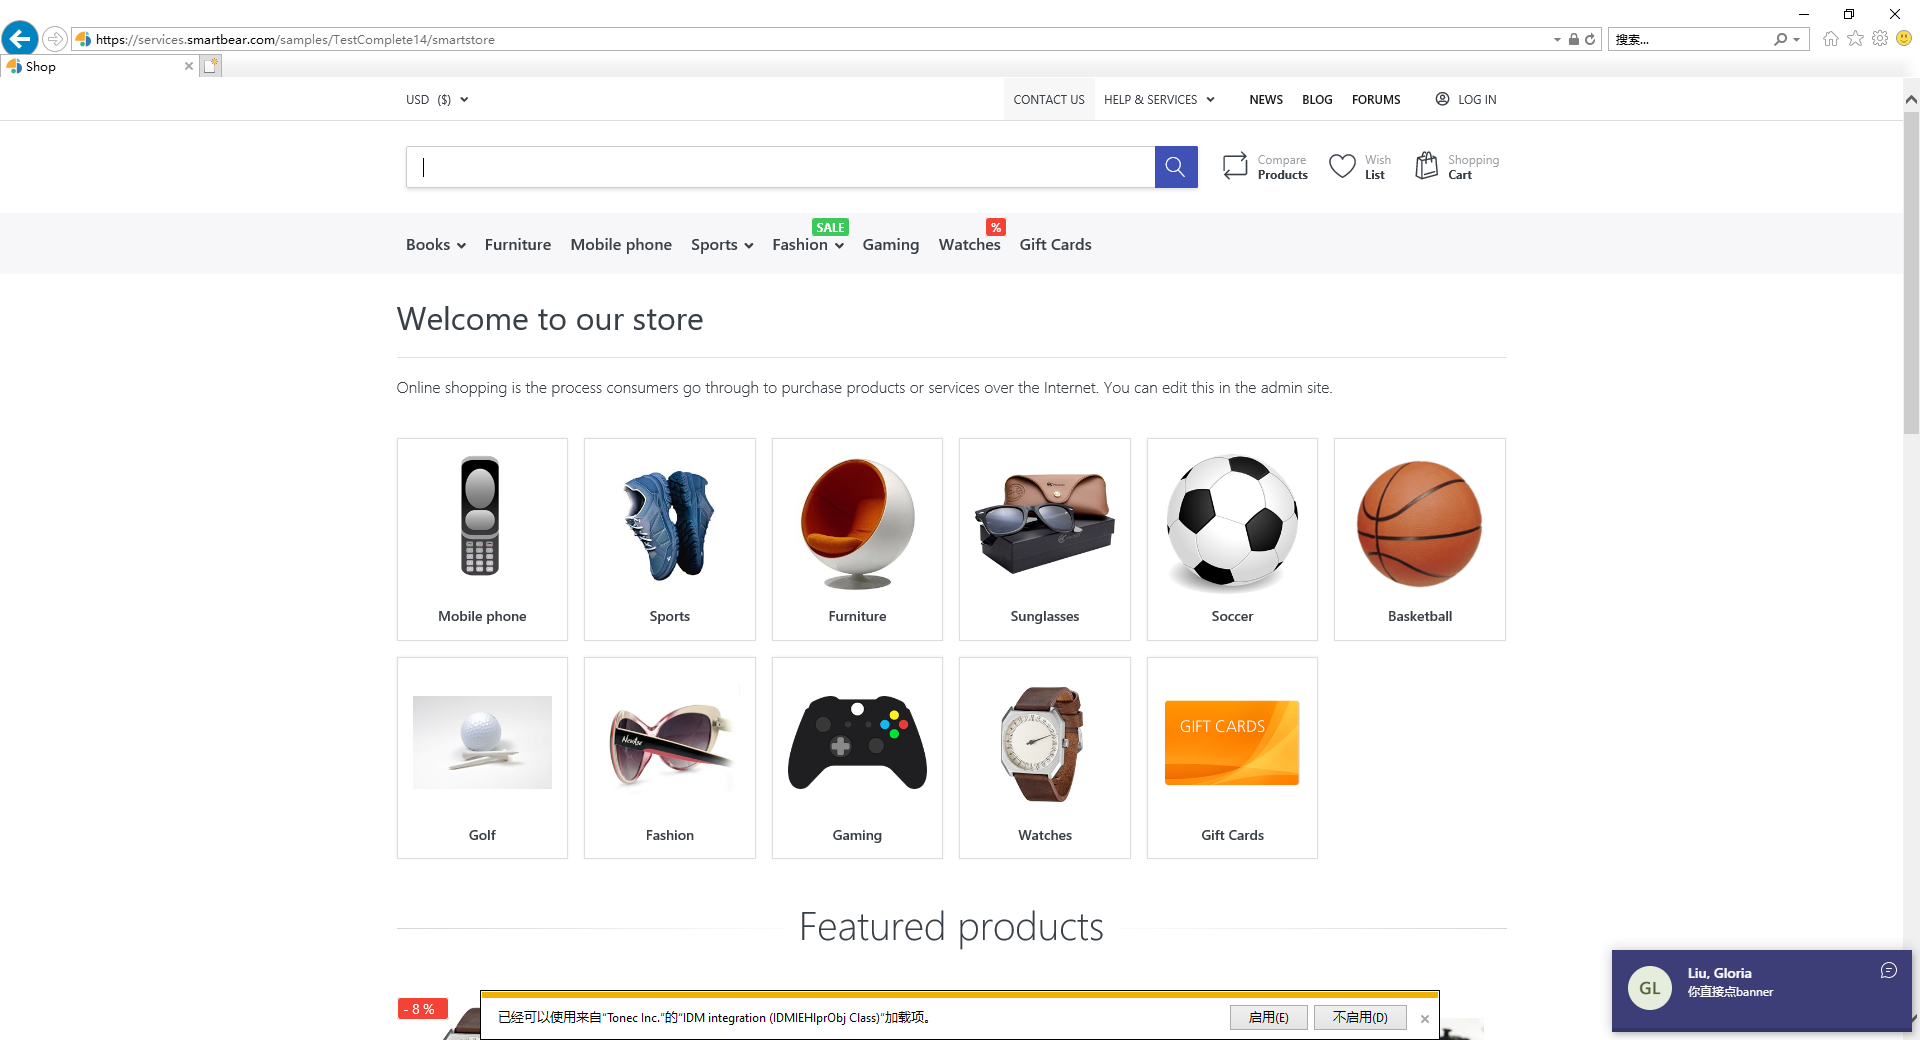 https://services.smartbear.com/samples/TestComplete14/smartstore
搜索...
Shop
USD ($)
CONTACT US
HELP & SERVICES
NEWS
BLOG
FORUMS
LOG IN
Compare
Products
Wish
List
Shopping
Cart
SALE
%
Books
Furniture
Mobile phone
Sports
Fashion
Gaming
Watches
Gift Cards
Welcome to our store
Online shopping is the process consumers go through to purchase products or services over the Internet. You can edit this in the admin site.
Mobile phone
Sports
Furniture
Sunglasses
Soccer
Basketball
GIFT CARDS
Golf
Fashion
Gaming
Watches
Gift Cards
Featured products
- 8 %
已经可以使用来自“Tonec Inc.”的“IDM integration (IDMIEHlprObj Class)”加载项。
启用(E)
不启用(D)
GL
Liu, Gloria
你直接点banner